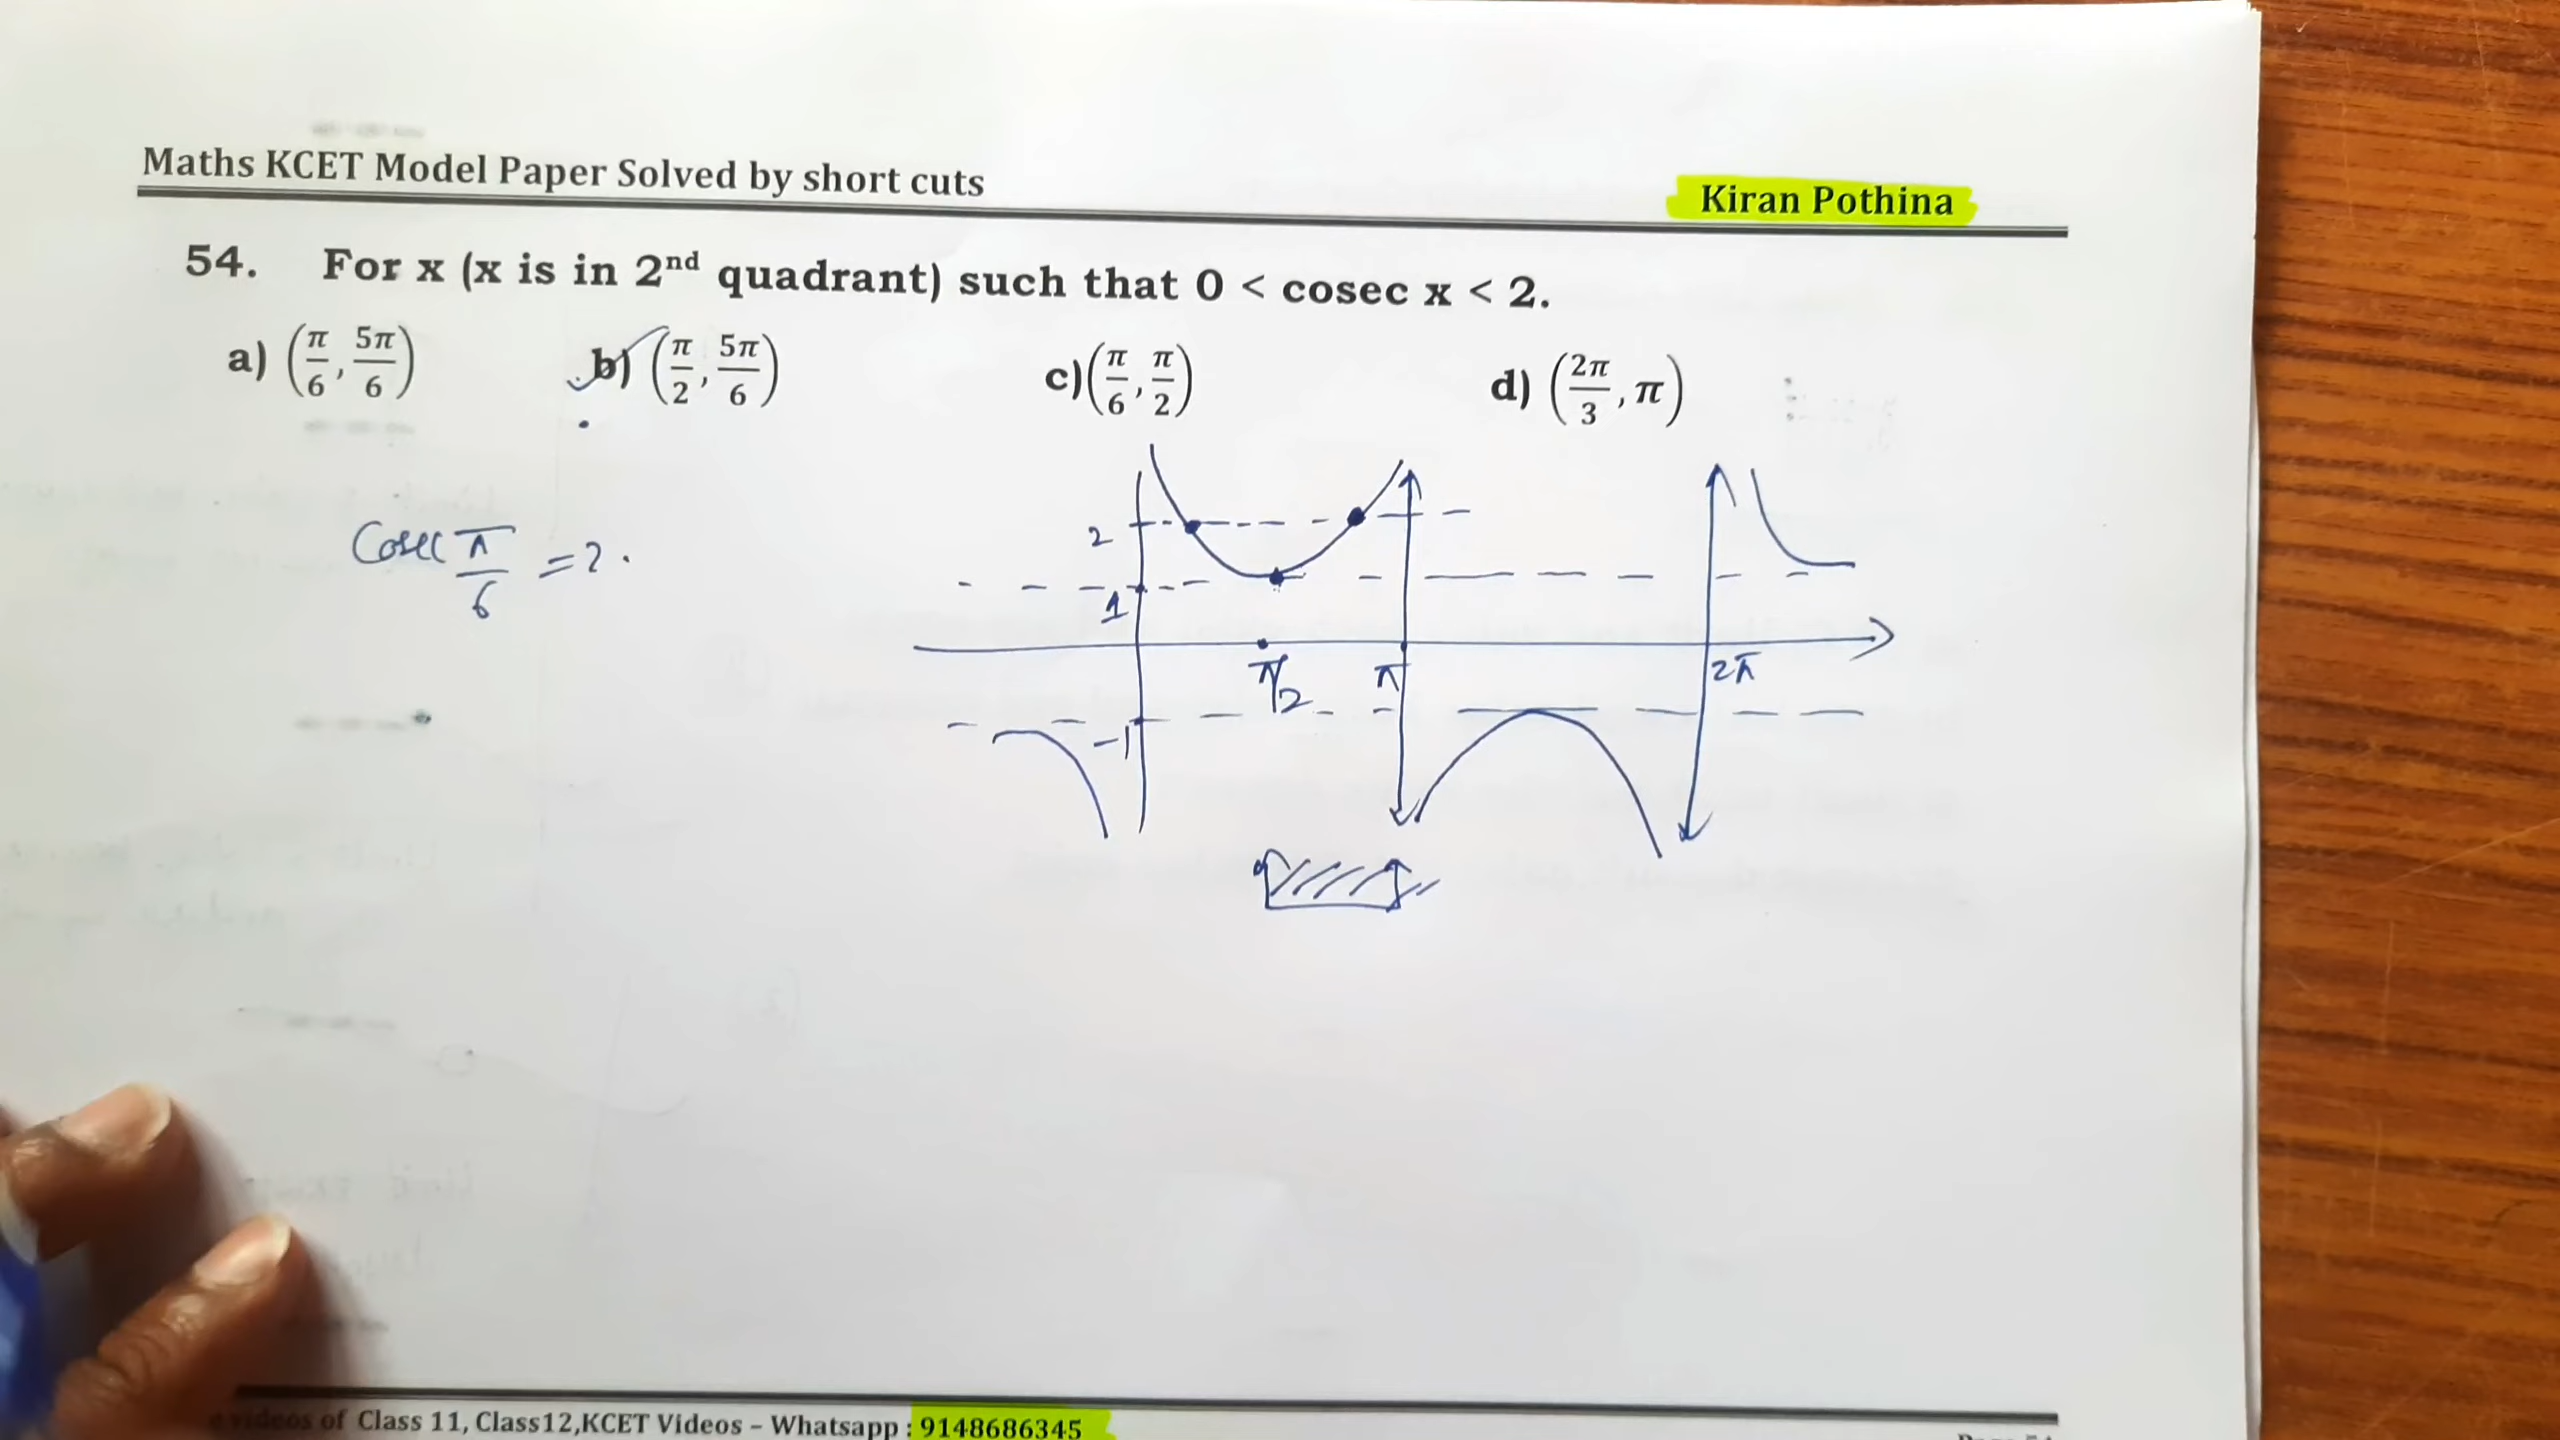 Maths KCET Model Paper Solved by short cuts
Kiran Pothina
54. For x (x is in 2nd quadrant) such that 0 < cosec x < 2.
a) (π/6, 5π/6) b) (π/2, 5π/6) c) (π/6, π/2) d) (2π/3, π)
Cosec π/6 = 2.
2
1
π/2 π 2π
-1
videos of Class 11, Class12,KCET Videos – Whatsapp : 9148686345